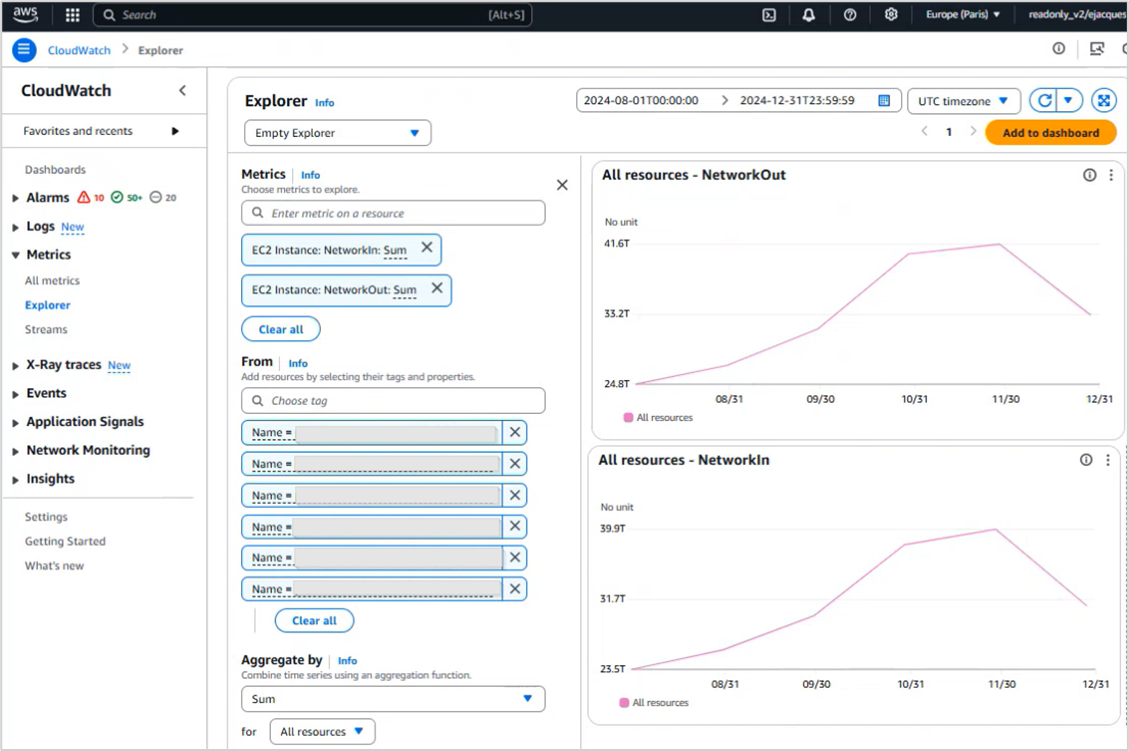 aws
Search [Alt+S]
Europe (Paris)
readonly_v2/ejacques
CloudWatch
Explorer
CloudWatch
Favorites and recents
Dashboards
Alarms 10 50+ 20
Logs New
Metrics
All metrics
Explorer
Streams
X-Ray traces New
Events
Application Signals
Network Monitoring
Insights
Settings
Getting Started
What's new
Explorer Info
2024-08-01T00:00:00 2024-12-31T23:59:59
UTC timezone
Empty Explorer
1
Add to dashboard
Metrics Info
Choose metrics to explore.
Enter metric on a resource
EC2 Instance: NetworkIn: Sum
EC2 Instance: NetworkOut: Sum
Clear all
From Info
Add resources by selecting their tags and properties.
Choose tag
Name =
Name =
Name =
Name =
Name =
Name =
Clear all
Aggregate by Info
Combine time series using an aggregation function.
Sum
for All resources
All resources - NetworkOut
No unit
41.6T
33.2T
24.8T
08/31 09/30 10/31 11/30 12/31
All resources
All resources - NetworkIn
No unit
39.9T
31.7T
23.5T
08/31 09/30 10/31 11/30 12/31
All resources